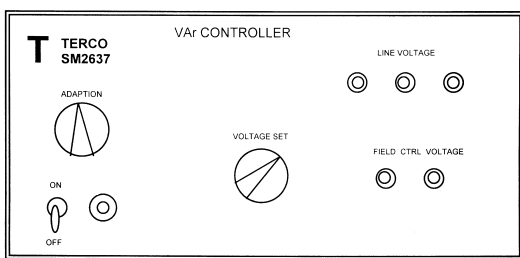 VAr CONTROLLER
T TERCO
SM2637
LINE VOLTAGE
ADAPTION
VOLTAGE SET
FIELD CTRL VOLTAGE
ON
OFF